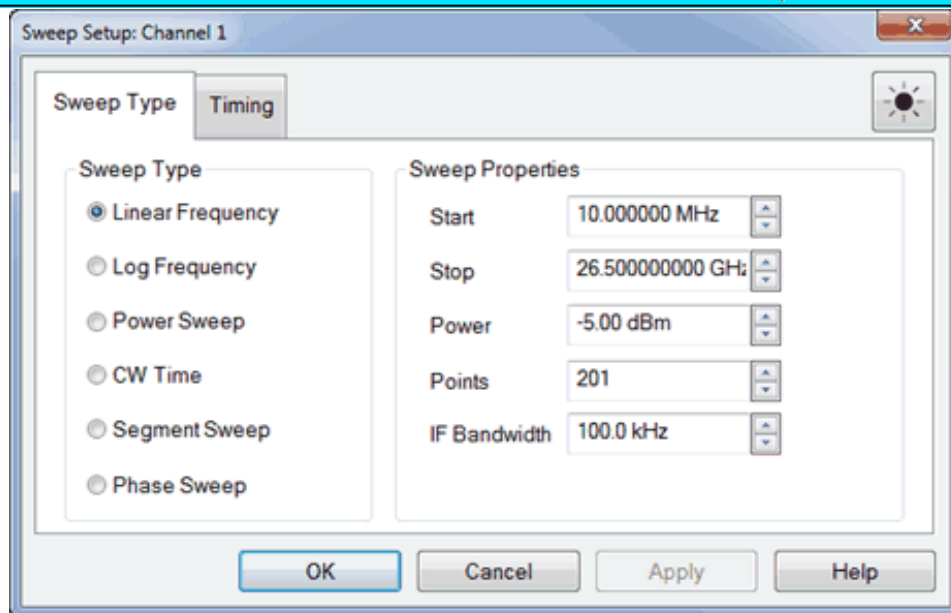 Sweep Setup: Channel 1
Sweep Type
Timing
Sweep Type
Linear Frequency
Log Frequency
Power Sweep
CW Time
Segment Sweep
Phase Sweep
Sweep Properties
Start 10.000000 MHz
Stop 26.500000000 GHz
Power -5.00 dBm
Points 201
IF Bandwidth 100.0 kHz
OK Cancel Apply Help